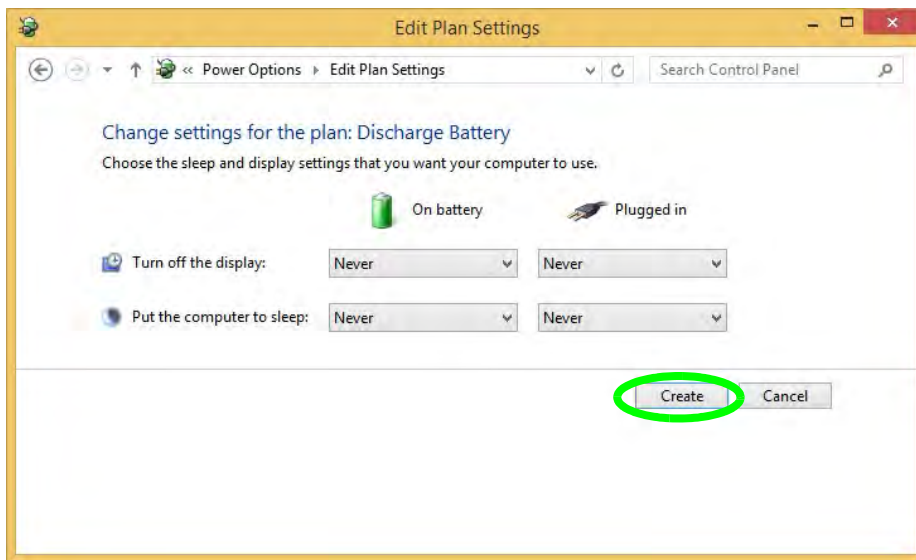 Edit Plan Settings
« Power Options ▸ Edit Plan Settings
Search Control Panel
Change settings for the plan: Discharge Battery
Choose the sleep and display settings that you want your computer to use.
On battery
Plugged in
Turn off the display: Never Never
Put the computer to sleep: Never Never
Create Cancel